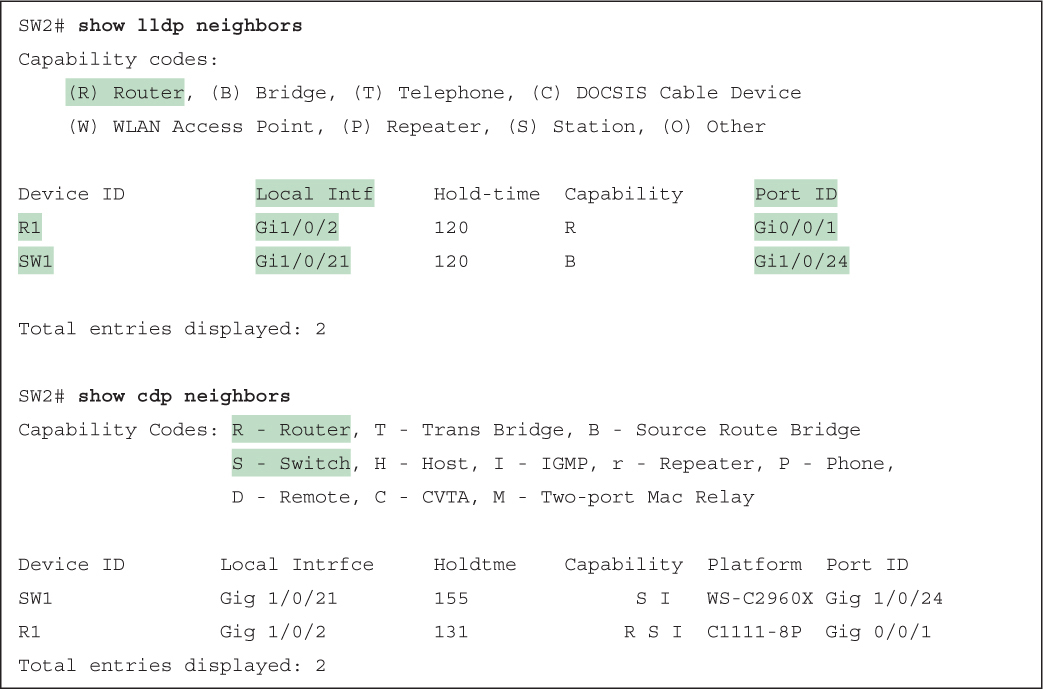 SW2# show lldp neighbors
Capability codes:
(R) Router, (B) Bridge, (T) Telephone, (C) DOCSIS Cable Device
(W) WLAN Access Point, (P) Repeater, (S) Station, (O) Other
Device ID Local Intf Hold-time Capability Port ID
R1 Gi1/0/2 120 R Gi0/0/1
SW1 Gi1/0/21 120 B Gi1/0/24
Total entries displayed: 2
SW2# show cdp neighbors
Capability Codes: R - Router, T - Trans Bridge, B - Source Route Bridge
S - Switch, H - Host, I - IGMP, r - Repeater, P - Phone,
D - Remote, C - CVTA, M - Two-port Mac Relay
Device ID Local Intrfce Holdtme Capability Platform Port ID
SW1 Gig 1/0/21 155 S I WS-C2960X Gig 1/0/24
R1 Gig 1/0/2 131 R S I C1111-8P Gig 0/0/1
Total entries displayed: 2